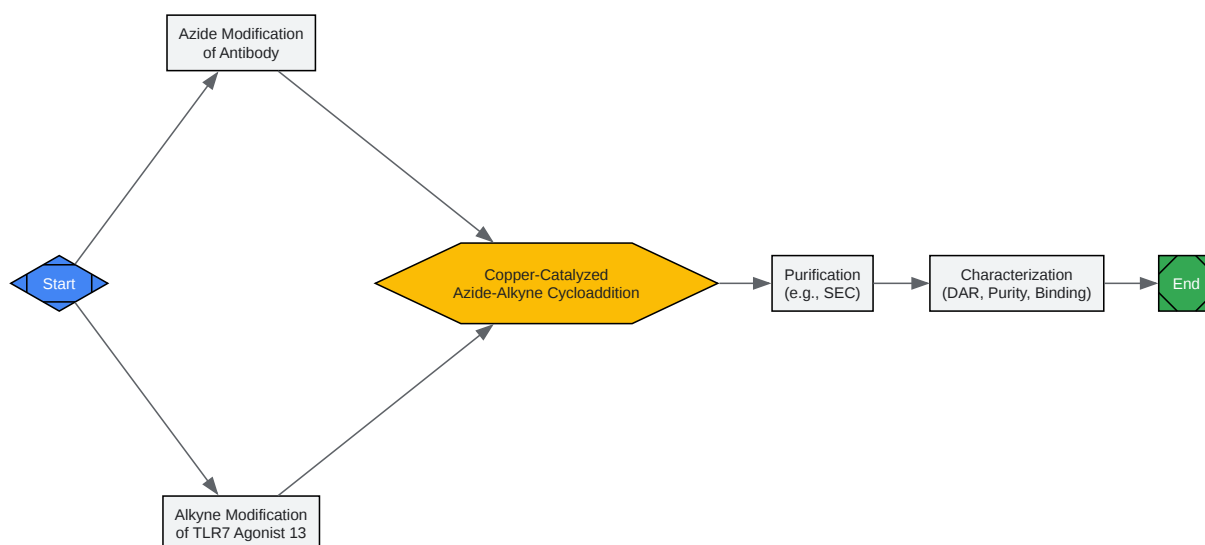 Azide Modification
of Antibody
Start
Copper-Catalyzed
Azide-Alkyne Cycloaddition
Purification
(e.g., SEC)
Characterization
(DAR, Purity, Binding)
End
Alkyne Modification
of TLR7 Agonist 13